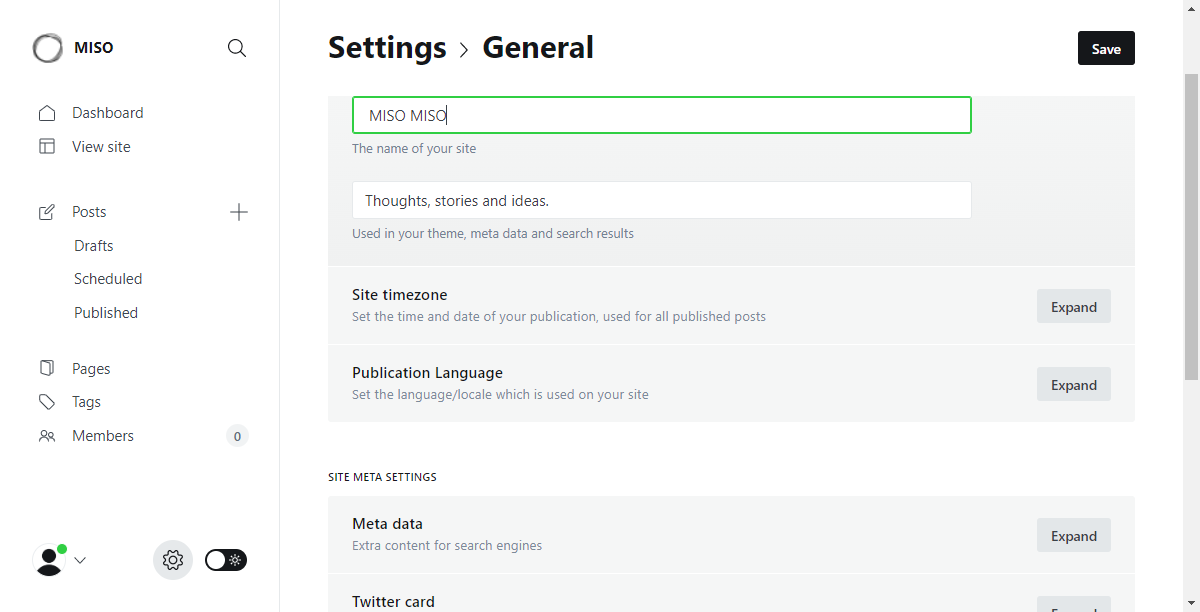 MISO
Settings > General
Save
Dashboard
View site
Posts
Drafts
Scheduled
Published
Pages
Tags
Members
0
MISO MISO
The name of your site
Thoughts, stories and ideas.
Used in your theme, meta data and search results
Site timezone
Set the time and date of your publication, used for all published posts
Expand
Publication Language
Set the language/locale which is used on your site
Expand
SITE META SETTINGS
Meta data
Extra content for search engines
Expand
Twitter card
Expand